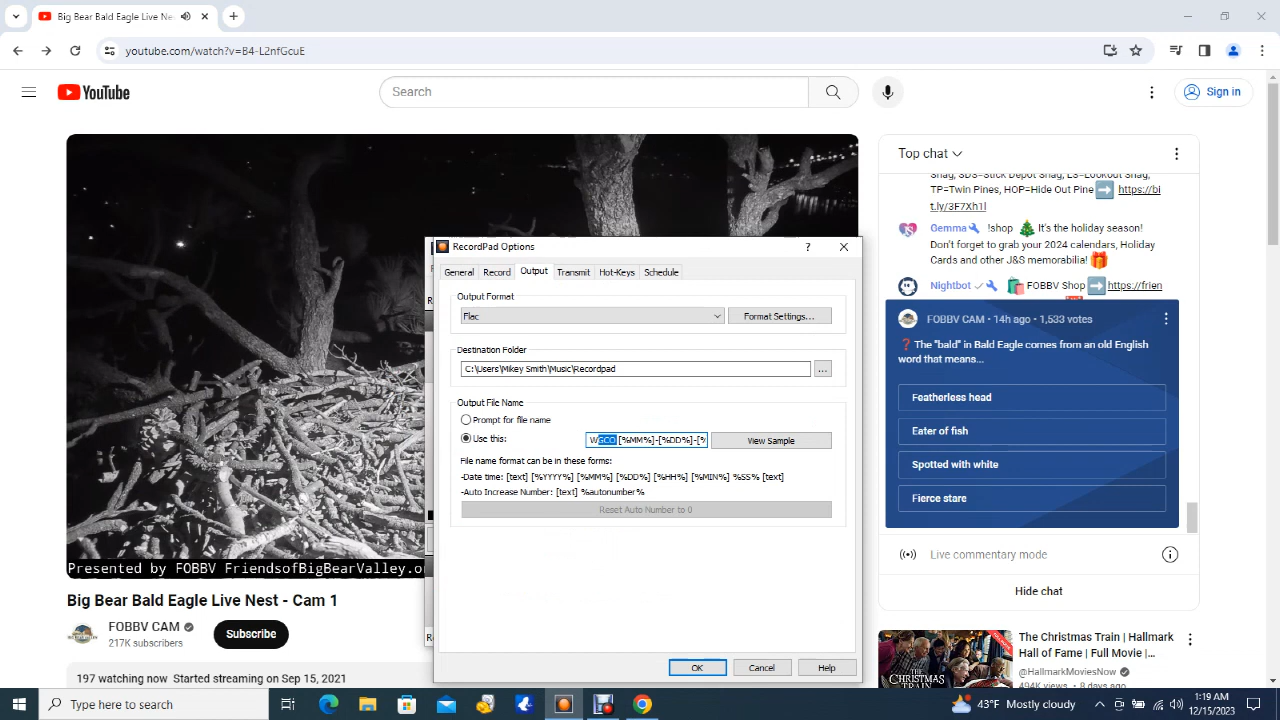 Big Bear Bald Eagle Live Nes
youtube.com/watch?v=B4-L2nfGcuE
YouTube
Search
Sign in
Top chat
Snag, SDS=Stick Depot Snag, LS=Lookout Snag,
TP=Twin Pines, HOP=Hide Out Pine https://bi
t.ly/3F7Xh1l
Gemma !shop It's the holiday season!
Don't forget to grab your 2024 calendars, Holiday
Cards and other J&S memorabilia!
Nightbot FOBBV Shop https://frien
FOBBV CAM • 14h ago • 1,533 votes
The "bald" in Bald Eagle comes from an old English
word that means...
Featherless head
Eater of fish
Spotted with white
Fierce stare
Live commentary mode
Hide chat
RecordPad Options
General Record Output Transmit Hot-Keys Schedule
Output Format
Flac
Format Settings...
Destination Folder
C:\Users\Mikey Smith\Music\Recordpad
...
Output File Name
Prompt for file name
Use this:
WGCO [%MM%]-[%DD%]-[%
View Sample
File name format can be in these forms:
-Date time: [text] [%YYYY%] [%MM%] [%DD%] [%HH%] [%MIN%] %SS% [text]
-Auto Increase Number: [text] %autonumber%
Reset Auto Number to 0
OK
Cancel
Help
Presented by FOBBV FriendsofBigBearValley.o
Big Bear Bald Eagle Live Nest - Cam 1
FOBBV CAM
217K subscribers
Subscribe
197 watching now Started streaming on Sep 15, 2021
The Christmas Train | Hallmark
Hall of Fame | Full Movie |...
@HallmarkMoviesNow
494K views • 8 days ago
THE
CHRISTMAS
TRAIN
Type here to search
43°F Mostly cloudy
1:19 AM
12/15/2023